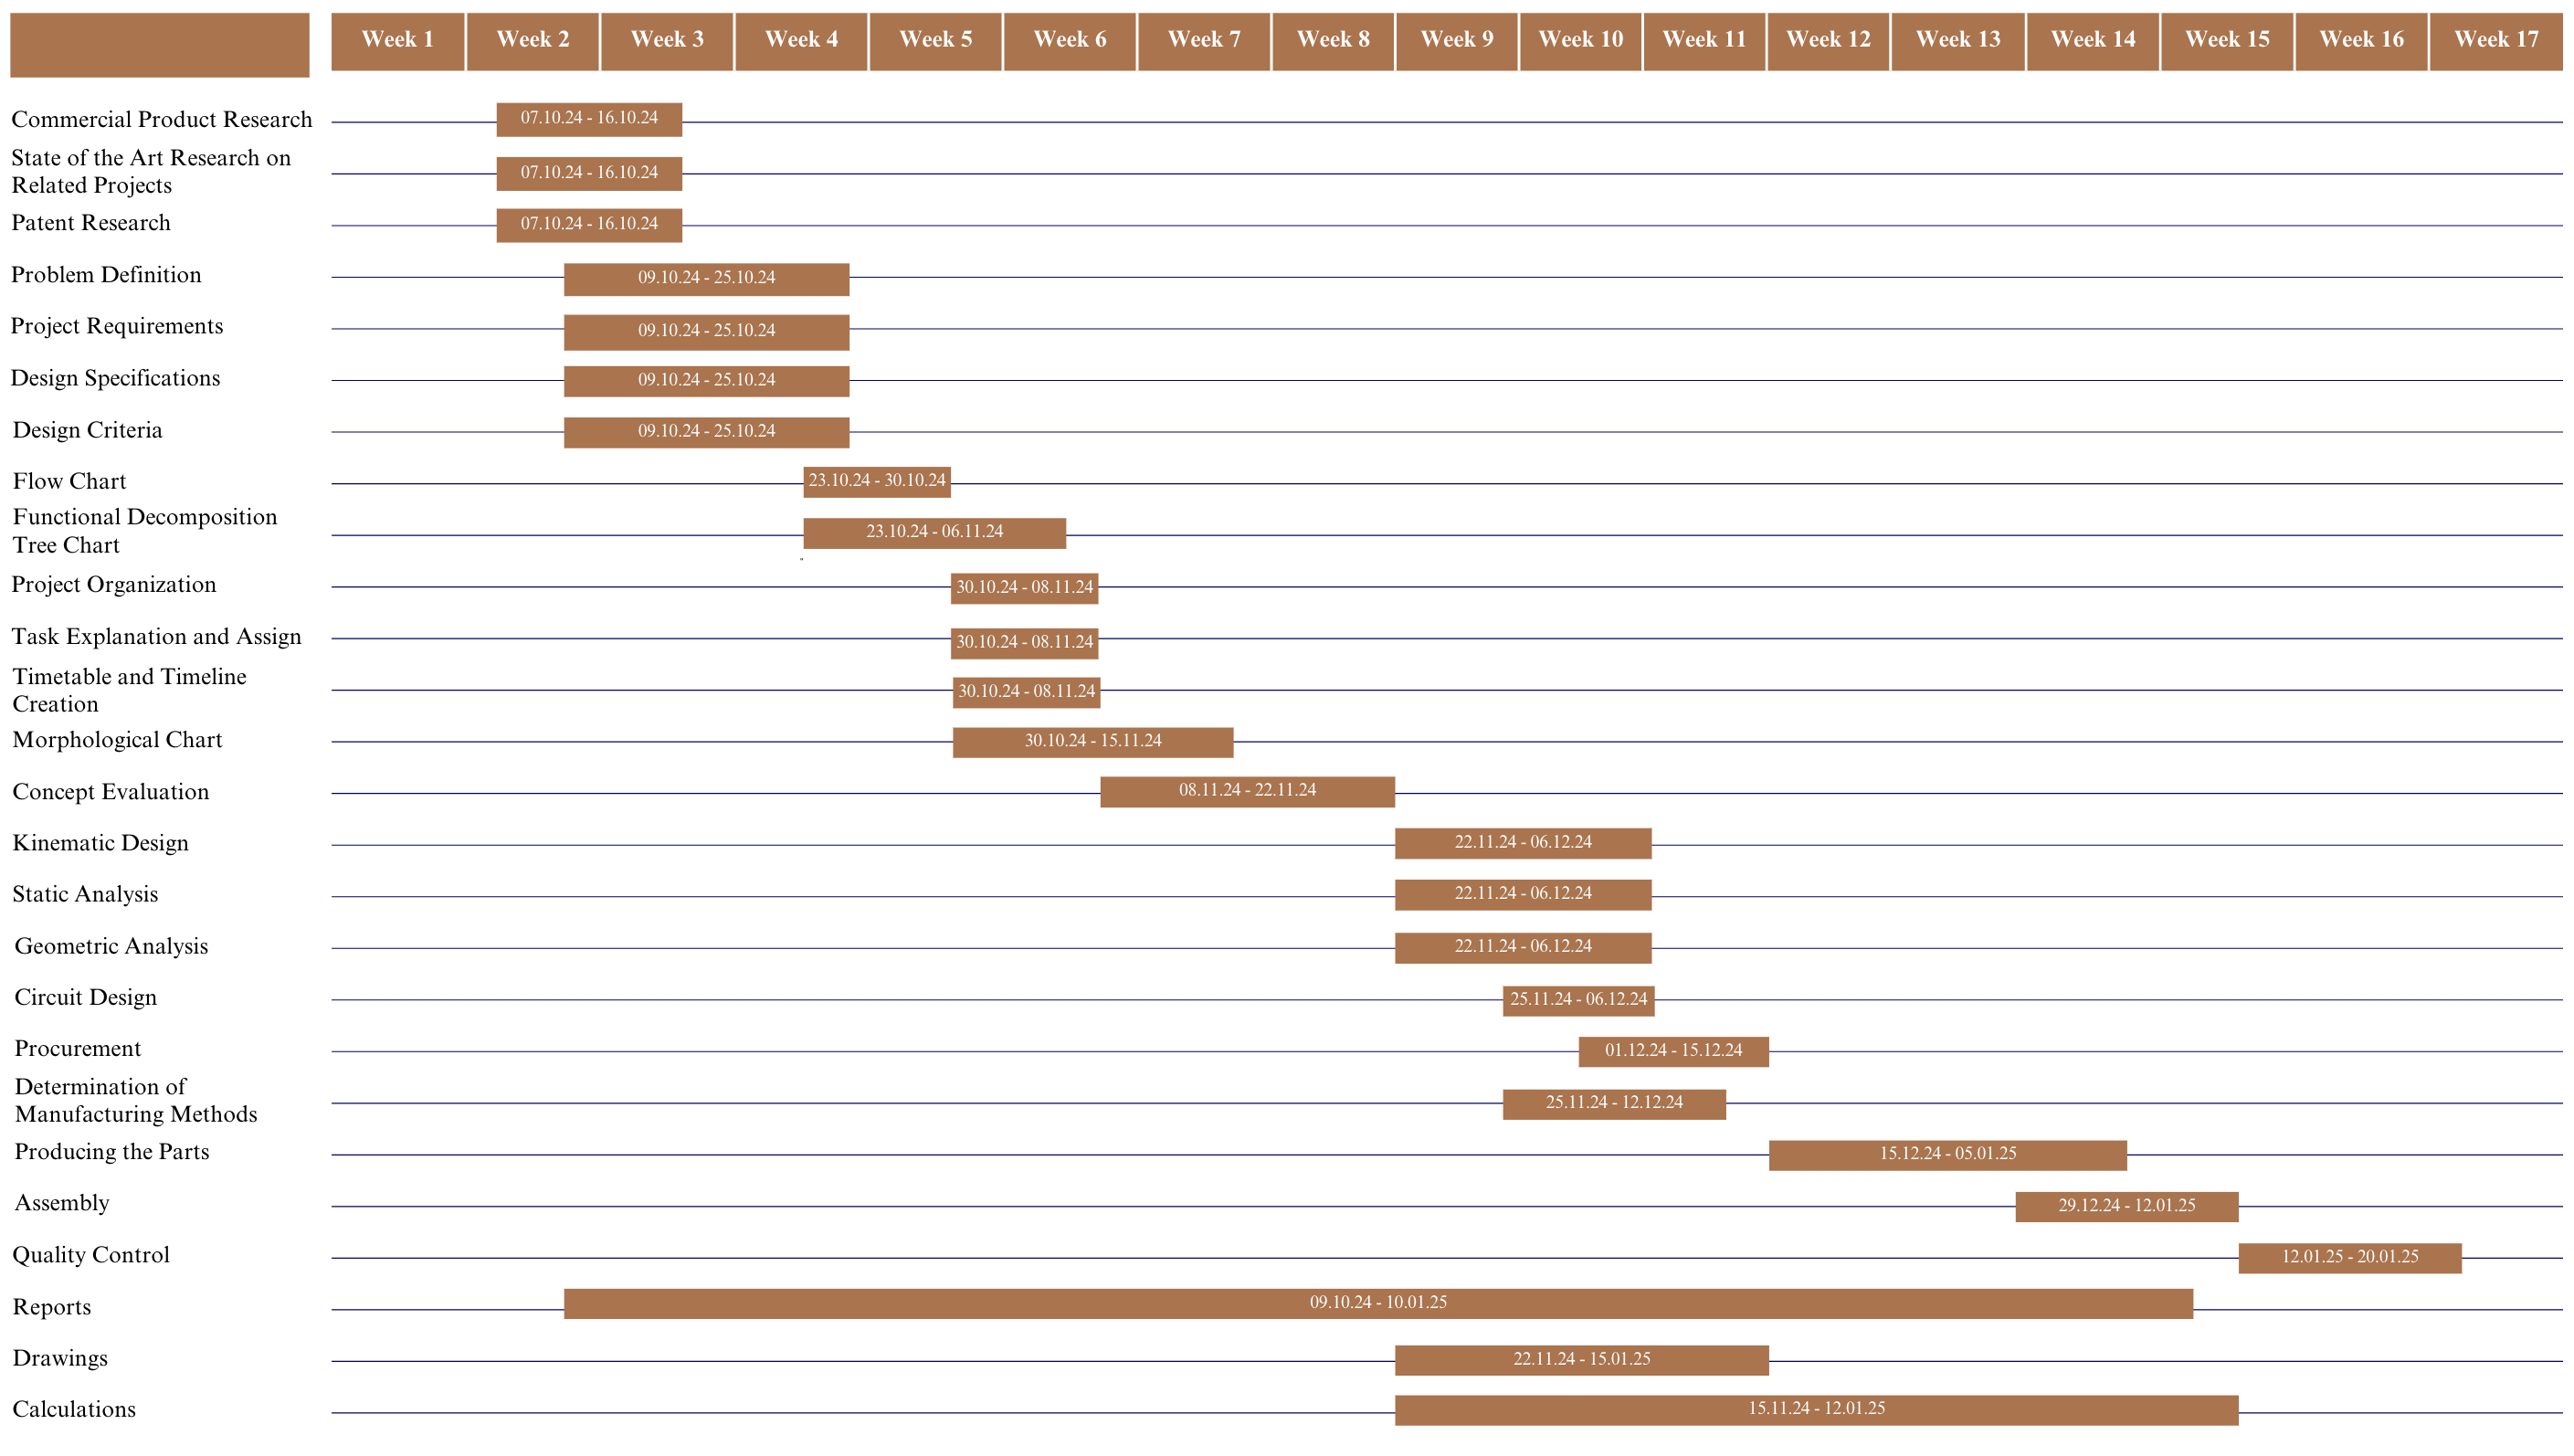 Week 1 Week 2 Week 3 Week 4 Week 5 Week 6 Week 7 Week 8 Week 9 Week 10 Week 11 Week 12 Week 13 Week 14 Week 15 Week 16 Week 17
Commercial Product Research 07.10.24 - 16.10.24
State of the Art Research on
Related Projects 07.10.24 - 16.10.24
Patent Research 07.10.24 - 16.10.24
Problem Definition 09.10.24 - 25.10.24
Project Requirements 09.10.24 - 25.10.24
Design Specifications 09.10.24 - 25.10.24
Design Criteria 09.10.24 - 25.10.24
Flow Chart 23.10.24 - 30.10.24
Functional Decomposition
Tree Chart 23.10.24 - 06.11.24
Project Organization 30.10.24 - 08.11.24
Task Explanation and Assign 30.10.24 - 08.11.24
Timetable and Timeline
Creation 30.10.24 - 08.11.24
Morphological Chart 30.10.24 - 15.11.24
Concept Evaluation 08.11.24 - 22.11.24
Kinematic Design 22.11.24 - 06.12.24
Static Analysis 22.11.24 - 06.12.24
Geometric Analysis 22.11.24 - 06.12.24
Circuit Design 25.11.24 - 06.12.24
Procurement 01.12.24 - 15.12.24
Determination of
Manufacturing Methods 25.11.24 - 12.12.24
Producing the Parts 15.12.24 - 05.01.25
Assembly 29.12.24 - 12.01.25
Quality Control 12.01.25 - 20.01.25
Reports 09.10.24 - 10.01.25
Drawings 22.11.24 - 15.01.25
Calculations 15.11.24 - 12.01.25